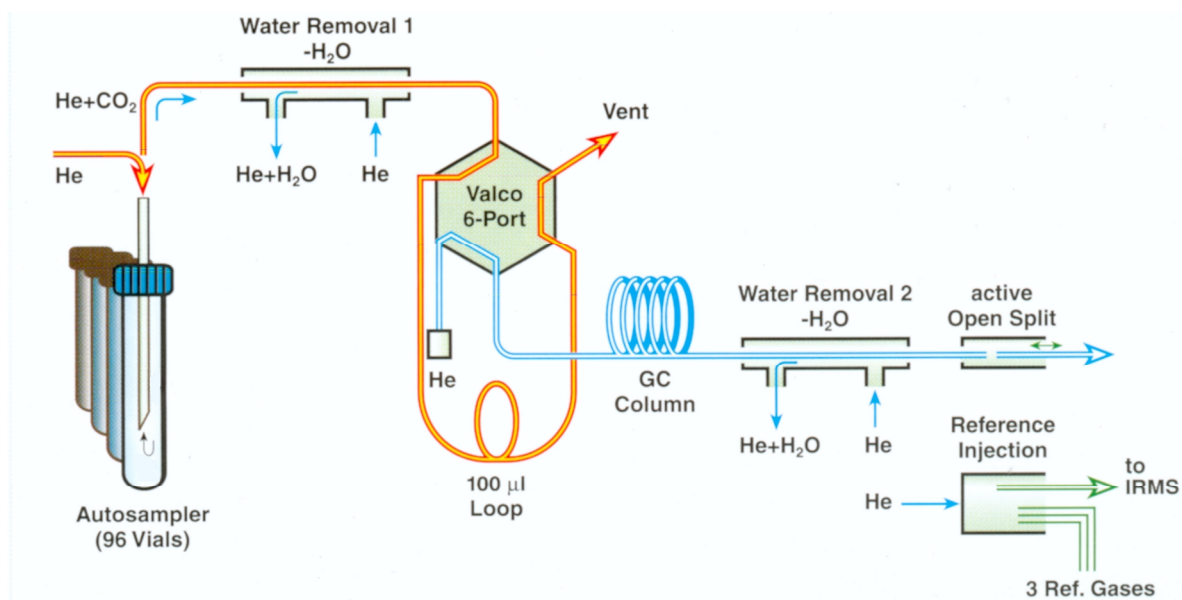 Water Removal 1
-H₂O
He+CO₂
He
He+H₂O
He
Vent
Valco
6-Port
He
100 µl
Loop
GC
Column
Water Removal 2
-H₂O
He+H₂O
He
active
Open Split
Reference
Injection
He
to
IRMS
3 Ref. Gases
Autosampler
(96 Vials)